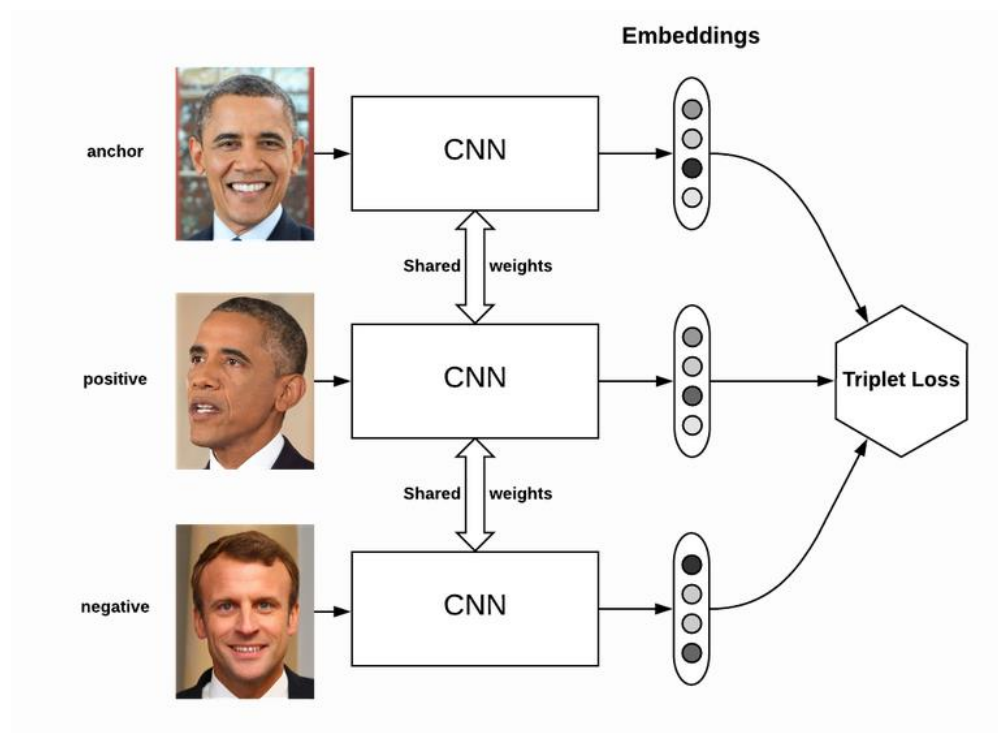 Embeddings
anchor
CNN
Shared weights
positive
CNN
Triplet Loss
Shared weights
negative
CNN